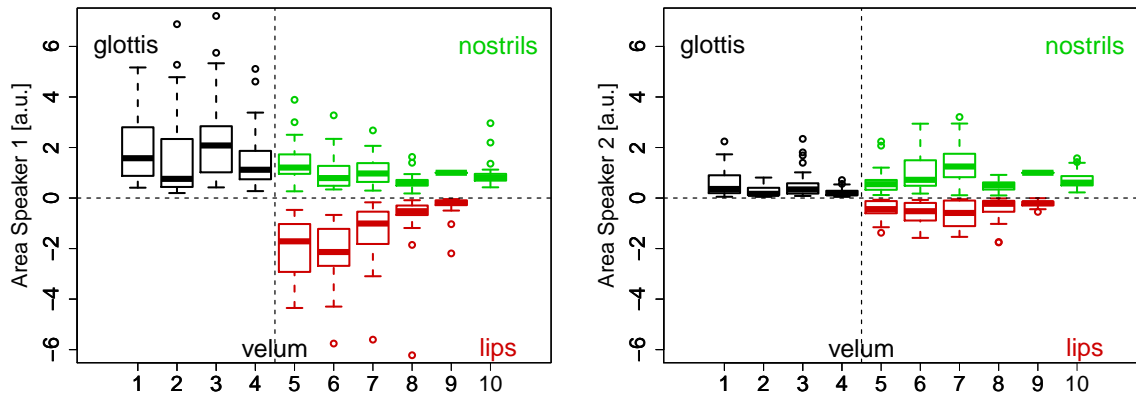 Area Speaker 1 [a.u.]
6
4
2
0
−2
−4
−6
glottis
nostrils
velum
lips
1 2 3 4 5 6 7 8 9 10
Area Speaker 2 [a.u.]
6
4
2
0
−2
−4
−6
glottis
nostrils
velum
lips
1 2 3 4 5 6 7 8 9 10